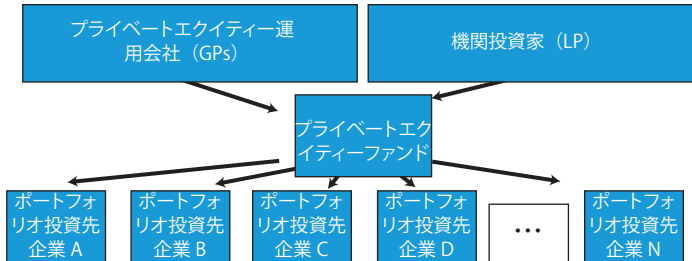 プライベートエクイティー運
用会社（GPs）
機関投資家（LP）
プライベートエク
イティーファンド
ポートフォ
リオ投資先
企業 A
ポートフォ
リオ投資先
企業 B
ポートフォ
リオ投資先
企業 C
ポートフォ
リオ投資先
企業 D
…
ポートフォ
リオ投資先
企業 N